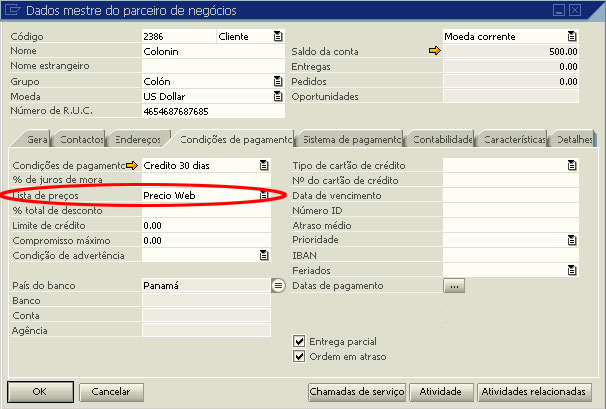 Dados mestre do parceiro de negócios
Código 2386 Cliente Moeda corrente
Nome Colonin Saldo da conta 500.00
Nome estrangeiro Entregas 0.00
Grupo Colón Pedidos 0.00
Moeda US Dollar Oportunidades
Número de R.U.C. 4654687687685
Gera Contactos Endereços Condições de pagamento Sistema de pagamento Contabilidade Características Detalhes
Condições de pagamento Credito 30 dias Tipo de cartão de crédito
% de juros de mora Nº do cartão de crédito
Lista de preços Precio Web Data de vencimento
% total de desconto Número ID
Limite de crédito 0.00 Atraso médio
Compromisso máximo 0.00 Prioridade
Condição de advertência IBAN
Feriados
País do banco Panamá Datas de pagamento ...
Banco
Conta
Agência
Entrega parcial
Ordem em atraso
OK Cancelar Chamadas de serviço Atividade Atividades relacionadas